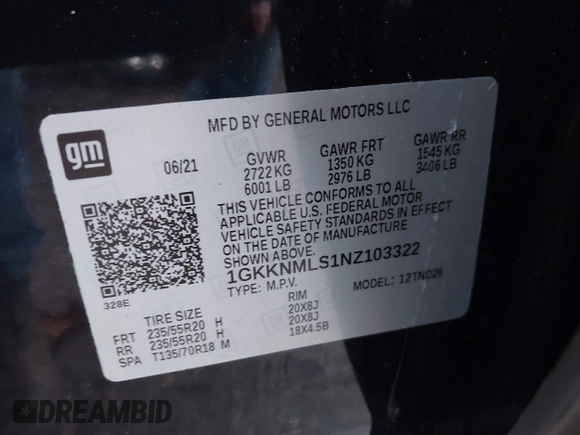 MFD BY GENERAL MOTORS LLC
gm
06/21 GVWR GAWR FRT GAWR RR
2722 KG 1350 KG 1545 KG
6001 LB 2976 LB 3406 LB
THIS VEHICLE CONFORMS TO ALL
APPLICABLE U.S. FEDERAL MOTOR
VEHICLE SAFETY STANDARDS IN EFFECT
ON THE DATE OF MANUFACTURE
SHOWN ABOVE.
328E
1GKKNMLS1NZ103322
TYPE: M.P.V. MODEL: 12TND26
TIRE SIZE RIM
FRT 235/55R20 H 20X8J
RR 235/55R20 H 20X8J
SPA T135/70R18 M 18X4.5B
DREAMBID